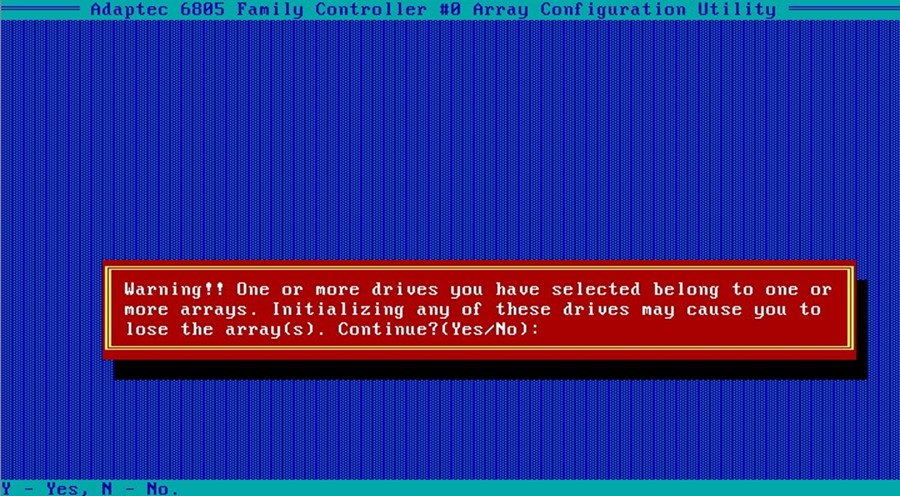 Adaptec 6805 Family Controller #0 Array Configuration Utility
Warning!! One or more drives you have selected belong to one or
more arrays. Initializing any of these drives may cause you to
lose the array(s). Continue?(Yes/No):
Y - Yes, N - No.